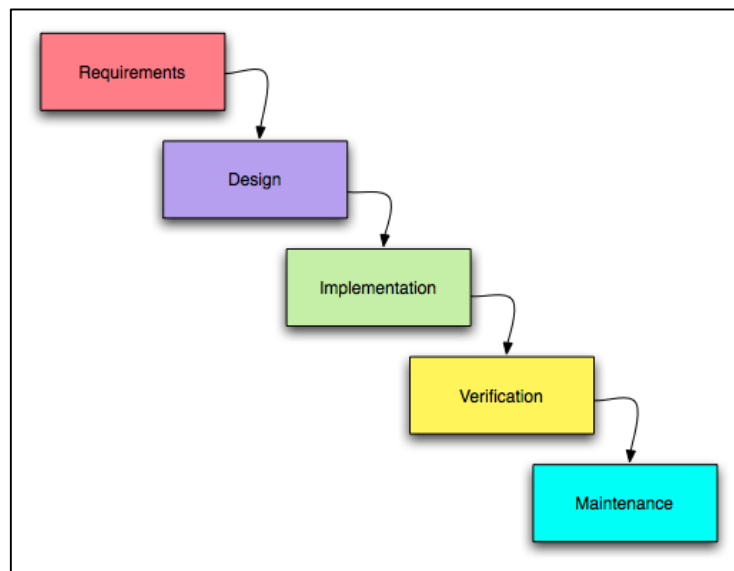 Requirements
Design
Implementation
Verification
Maintenance